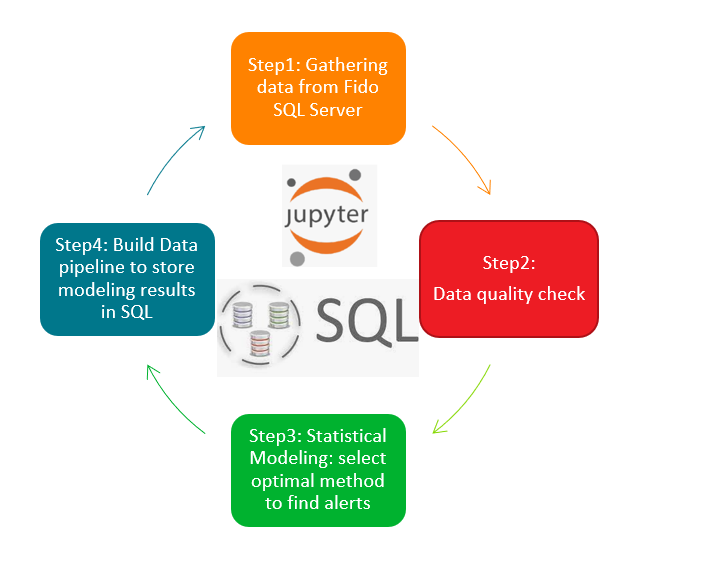 Step1: Gathering
data from Fido
SQL Server
jupyter
Step4: Build Data
pipeline to store
modeling results
in SQL
Step2:
Data quality check
SQL
Step3: Statistical
Modeling: select
optimal method
to find alerts